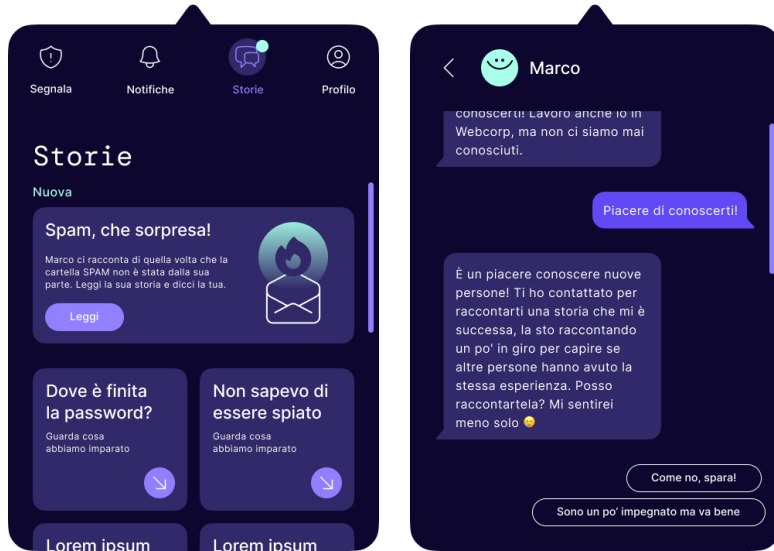 Segnala
Notifiche
Storie
Profilo
Storie
Nuova
Spam, che sorpresa!
Marco ci racconta di quella volta che la
cartella SPAM non è stata dalla sua
parte. Leggi la sua storia e dicci la tua.
Leggi
Dove è finita
la password?
Guarda cosa
abbiamo imparato
Non sapevo di
essere spiato
Guarda cosa
abbiamo imparato
Lorem ipsum
Lorem ipsum
Marco
conoscerti! Lavoro anche io in
Webcorp, ma non ci siamo mai
conosciuti.
Piacere di conoscerti!
È un piacere conoscere nuove
persone! Ti ho contattato per
raccontarti una storia che mi è
successa, la sto raccontando
un po' in giro per capire se
altre persone hanno avuto la
stessa esperienza. Posso
raccontartela? Mi sentirei
meno solo 🥲
Come no, spara!
Sono un po' impegnato ma va bene